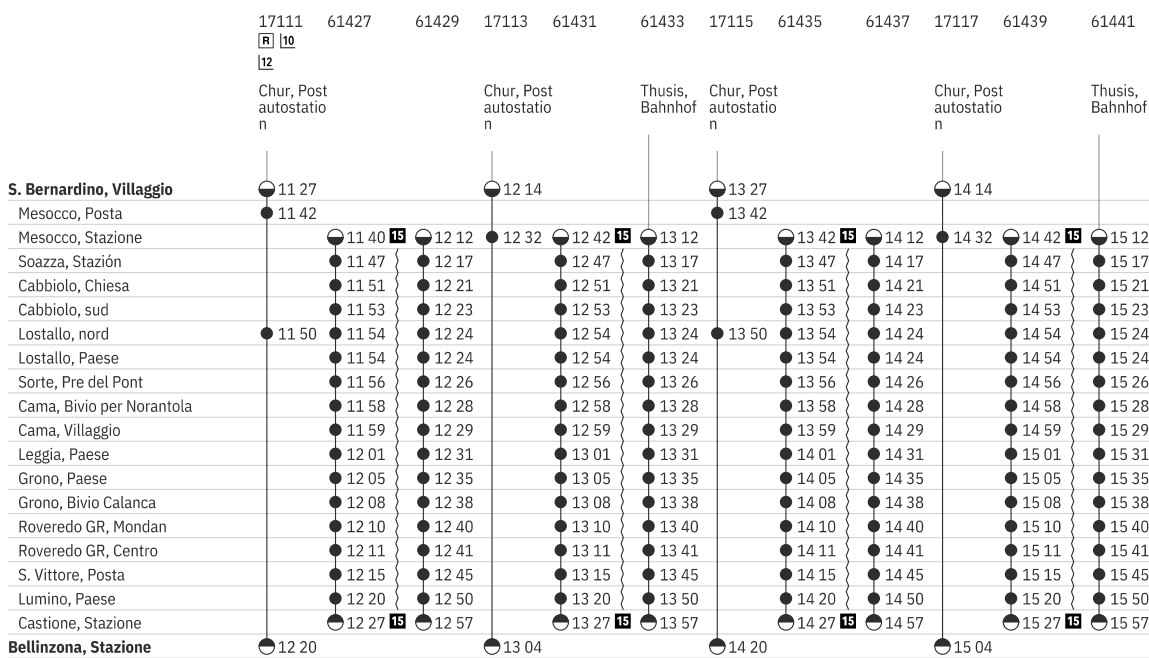 17111 61427 61429 17113 61431 61433 17115 61435 61437 17117 61439 61441
R 10
12
Chur, Post Chur, Post Thusis, Chur, Post Chur, Post Thusis,
autostatio autostatio Bahnhof autostatio autostatio Bahnhof
n n n n
S. Bernardino, Villaggio 11 27 12 14 13 27 14 14
Mesocco, Posta 11 42 13 42
Mesocco, Stazione 11 40 15 12 12 12 32 12 42 15 13 12 13 42 15 14 12 14 32 14 42 15 15 12
Soazza, Stazión 11 47 12 17 12 47 13 17 13 47 14 17 14 47 15 17
Cabbiolo, Chiesa 11 51 12 21 12 51 13 21 13 51 14 21 14 51 15 21
Cabbiolo, sud 11 53 12 23 12 53 13 23 13 53 14 23 14 53 15 23
Lostallo, nord 11 50 11 54 12 24 12 54 13 24 13 50 13 54 14 24 14 54 15 24
Lostallo, Paese 11 54 12 24 12 54 13 24 13 54 14 24 14 54 15 24
Sorte, Pre del Pont 11 56 12 26 12 56 13 26 13 56 14 26 14 56 15 26
Cama, Bivio per Norantola 11 58 12 28 12 58 13 28 13 58 14 28 14 58 15 28
Cama, Villaggio 11 59 12 29 12 59 13 29 13 59 14 29 14 59 15 29
Leggia, Paese 12 01 12 31 13 01 13 31 14 01 14 31 15 01 15 31
Grono, Paese 12 05 12 35 13 05 13 35 14 05 14 35 15 05 15 35
Grono, Bivio Calanca 12 08 12 38 13 08 13 38 14 08 14 38 15 08 15 38
Roveredo GR, Mondan 12 10 12 40 13 10 13 40 14 10 14 40 15 10 15 40
Roveredo GR, Centro 12 11 12 41 13 11 13 41 14 11 14 41 15 11 15 41
S. Vittore, Posta 12 15 12 45 13 15 13 45 14 15 14 45 15 15 15 45
Lumino, Paese 12 20 12 50 13 20 13 50 14 20 14 50 15 20 15 50
Castione, Stazione 12 27 15 12 57 13 27 15 13 57 14 27 15 14 57 15 27 15 15 57
Bellinzona, Stazione 12 20 13 04 14 20 15 04